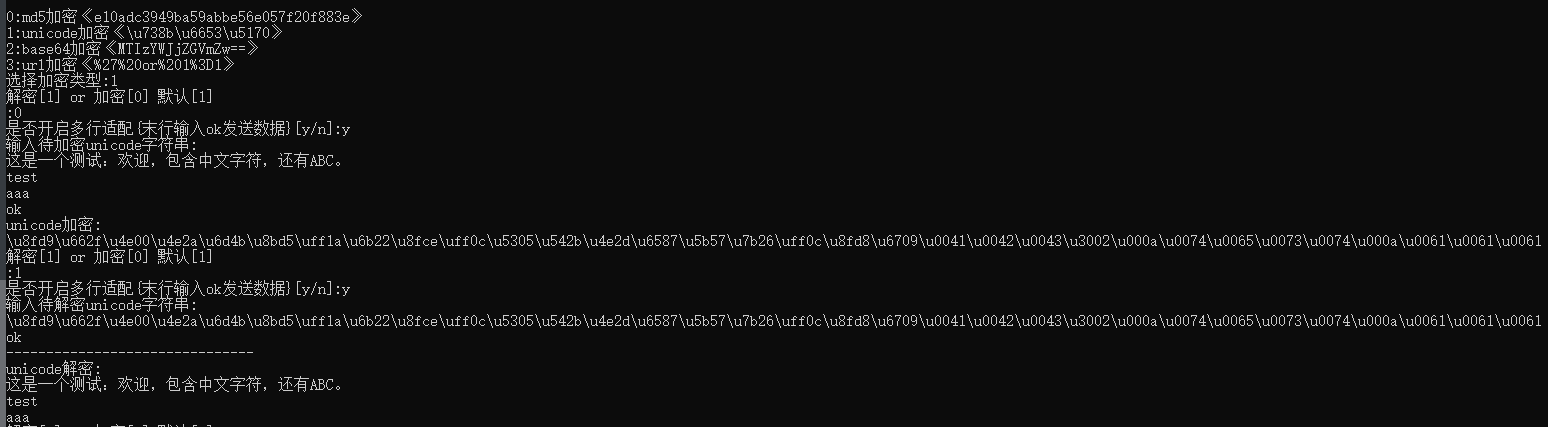 0:md5加密《e10adc3949ba59abbe56e057f20f883e》
1:unicode加密《\u738b\u6653\u5170》
2:base64加密《MTIzYWJjZGVmZw==》
3:url加密《%27%20or%201%3D1》
选择加密类型:1
解密[1] or 加密[0] 默认[1]
:0
是否开启多行适配{末行输入ok发送数据}[y/n]:y
输入待加密unicode字符串:
这是一个测试：欢迎，包含中文字符，还有ABC。
test
aaa
ok
unicode加密:
\u8fd9\u662f\u4e00\u4e2a\u6d4b\u8bd5\uff1a\u6b22\u8fce\uff0c\u5305\u542b\u4e2d\u6587\u5b57\u7b26\uff0c\u8fd8\u6709\u0041\u0042\u0043\u3002\u000a\u0074\u0065\u0073\u0074\u000a\u0061\u0061\u0061
解密[1] or 加密[0] 默认[1]
:1
是否开启多行适配{末行输入ok发送数据}[y/n]:y
输入待解密unicode字符串:
\u8fd9\u662f\u4e00\u4e2a\u6d4b\u8bd5\uff1a\u6b22\u8fce\uff0c\u5305\u542b\u4e2d\u6587\u5b57\u7b26\uff0c\u8fd8\u6709\u0041\u0042\u0043\u3002\u000a\u0074\u0065\u0073\u0074\u000a\u0061\u0061\u0061
ok
-------------------------------
unicode解密:
这是一个测试：欢迎，包含中文字符，还有ABC。
test
aaa